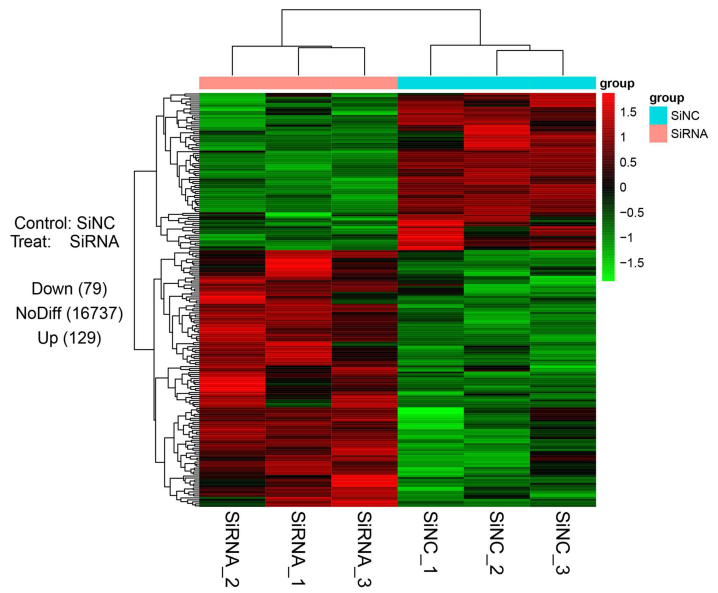 group
group
SiNC
SiRNA
1.5
1
0.5
0
−0.5
−1
−1.5
Control: SiNC
Treat: SiRNA
Down (79)
NoDiff (16737)
Up (129)
SiRNA_2
SiRNA_1
SiRNA_3
SiNC_1
SiNC_2
SiNC_3